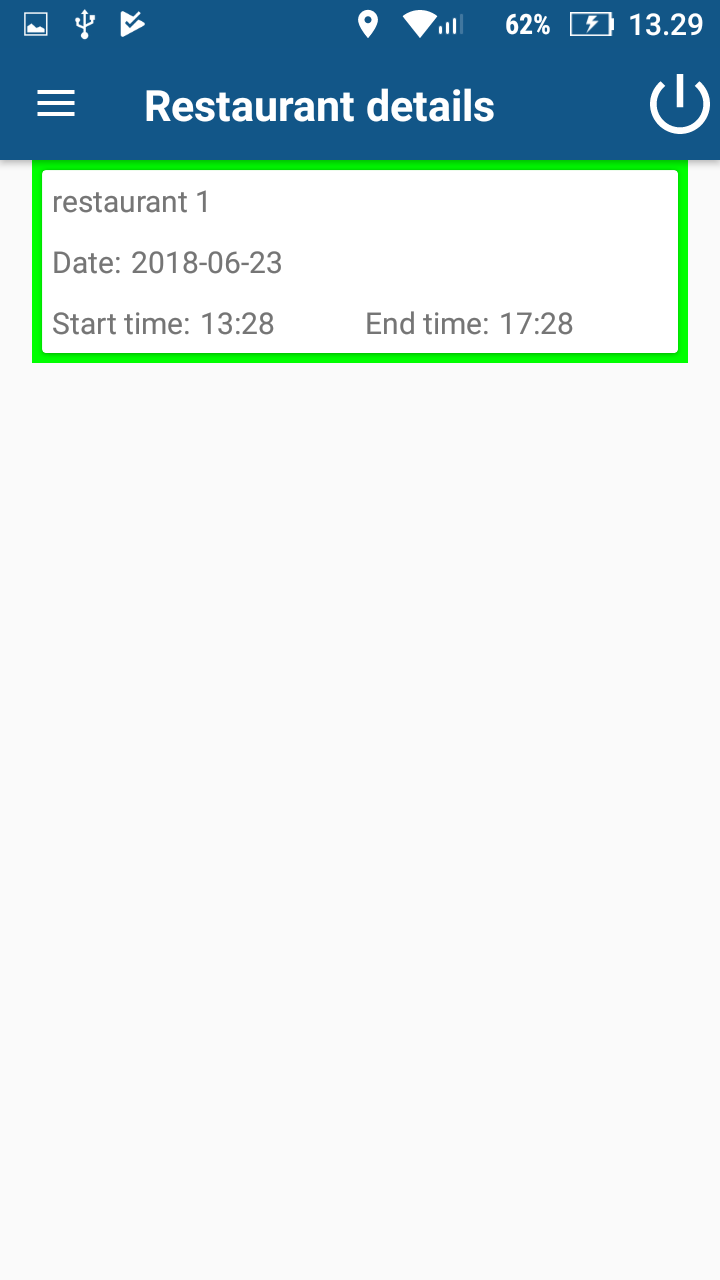 62% 13.29
Restaurant details
restaurant 1
Date: 2018-06-23
Start time: 13:28 End time: 17:28